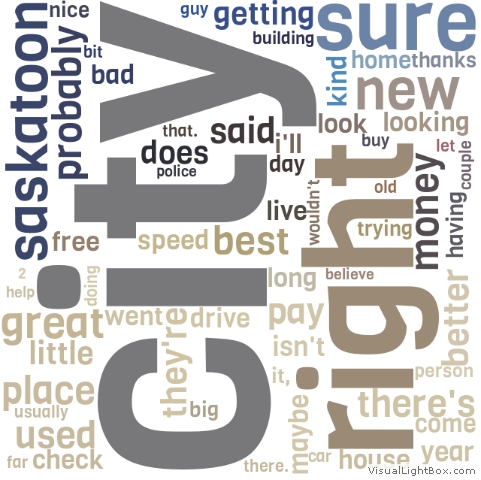 nice
guy
getting
sure
bit
building
home
thanks
saskatoon
probably
bad
kind
new
city
said
i'll
look
looking
that.
does
day
buy
let
couple
police
wouldn't
right
old
money
having
live
trying
free
speed
best
believe
2
help
doing
long
great
went
drive
pay
better
little
they're
isn't
place
big
it,
person
usually
maybe
there's
used
come
far
check
there.
car
house
year
VisualLightBox.com